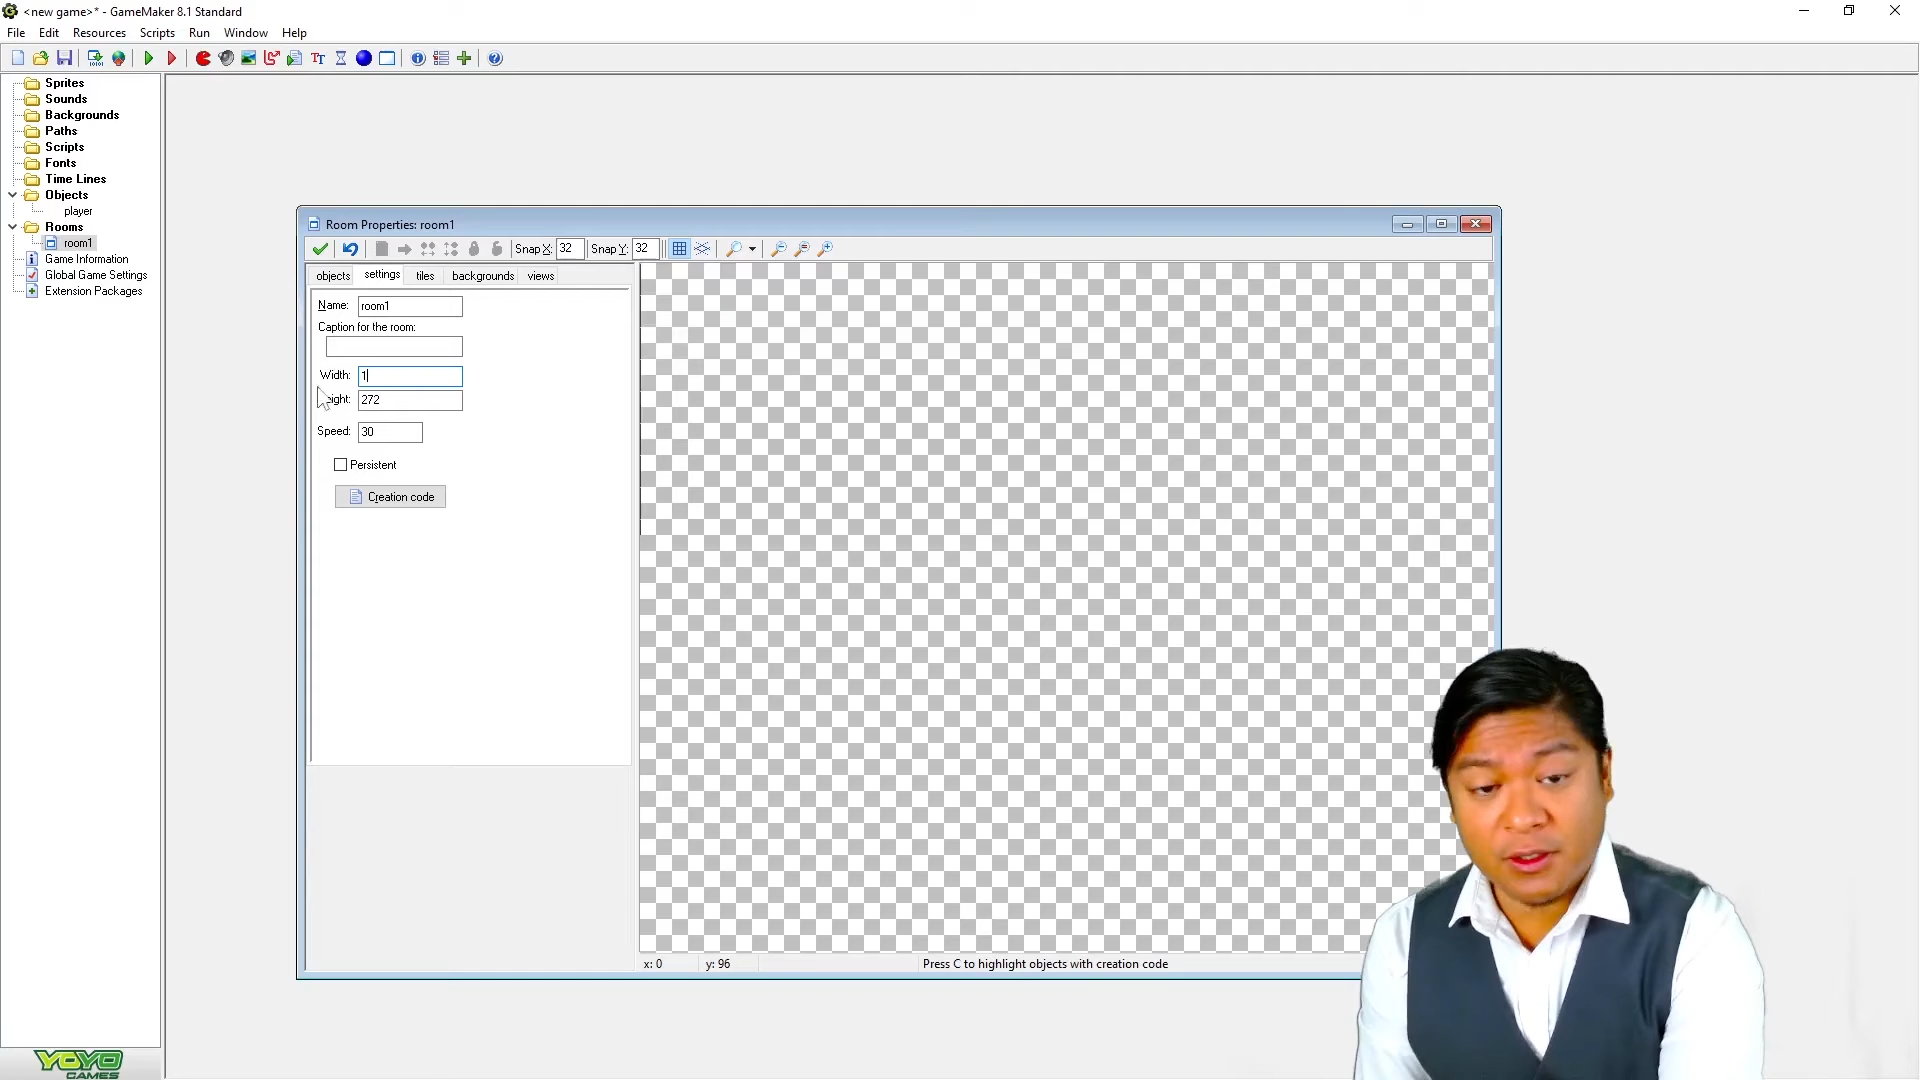 <new game>* - GameMaker 8.1 Standard
File Edit Resources Scripts Run Window Help
Sprites
Sounds
Backgrounds
Paths
Scripts
Fonts
Time Lines
Objects
player
Rooms
room1
Game Information
Global Game Settings
Extension Packages
Room Properties: room1
Snap X: 32 Snap Y: 32
objects settings tiles backgrounds views
Name: room1
Caption for the room:
Width: 1
eight: 272
Speed: 30
Persistent
Creation code
x: 0 y: 96 Press C to highlight objects with creation code
YOYO
GAMES